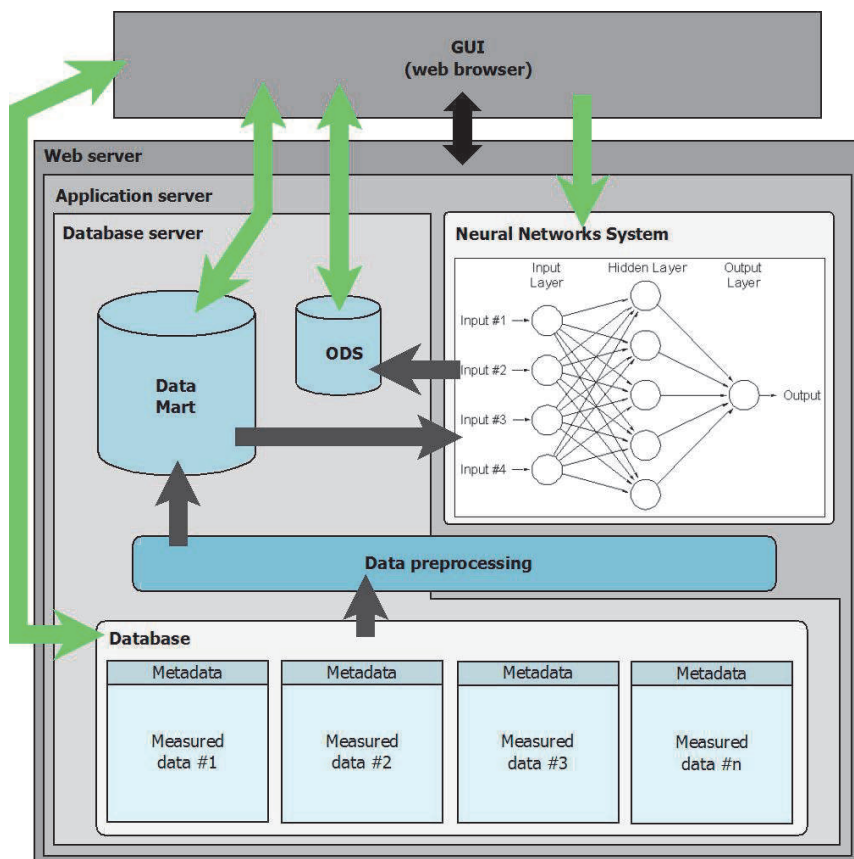 GUI
(web browser)
Web server
Application server
Database server
Neural Networks System
Input
Layer
Hidden Layer
Output
Layer
Input #1
Input #2
Input #3
Input #4
Output
ODS
Data
Mart
Data preprocessing
Database
Metadata
Measured
data #1
Metadata
Measured
data #2
Metadata
Measured
data #3
Metadata
Measured
data #n